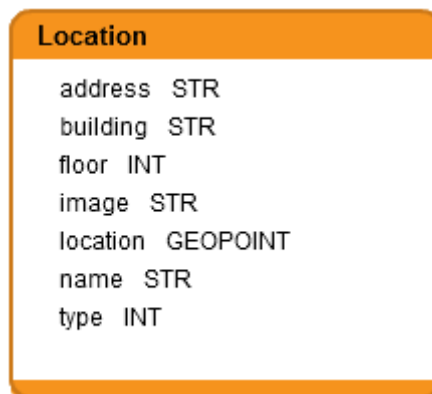 Location
address STR
building STR
floor INT
image STR
location GEOPOINT
name STR
type INT